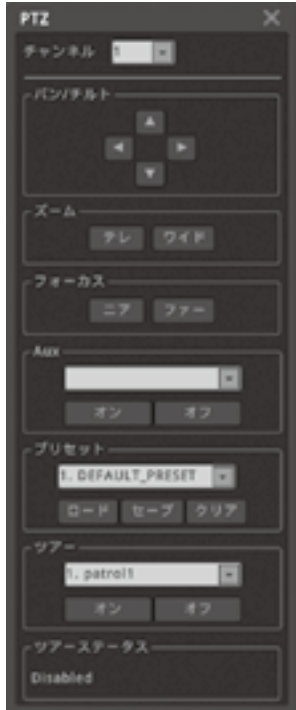 PTZ
チャンネル 1
パン/チルト
ズーム
テレ ワイド
フォーカス
ニア ファー
Aux
オン オフ
プリセット
1. DEFAULT_PRESET
ロード セーブ クリア
ツアー
1. patrol1
オン オフ
ツアーステータス
Disabled